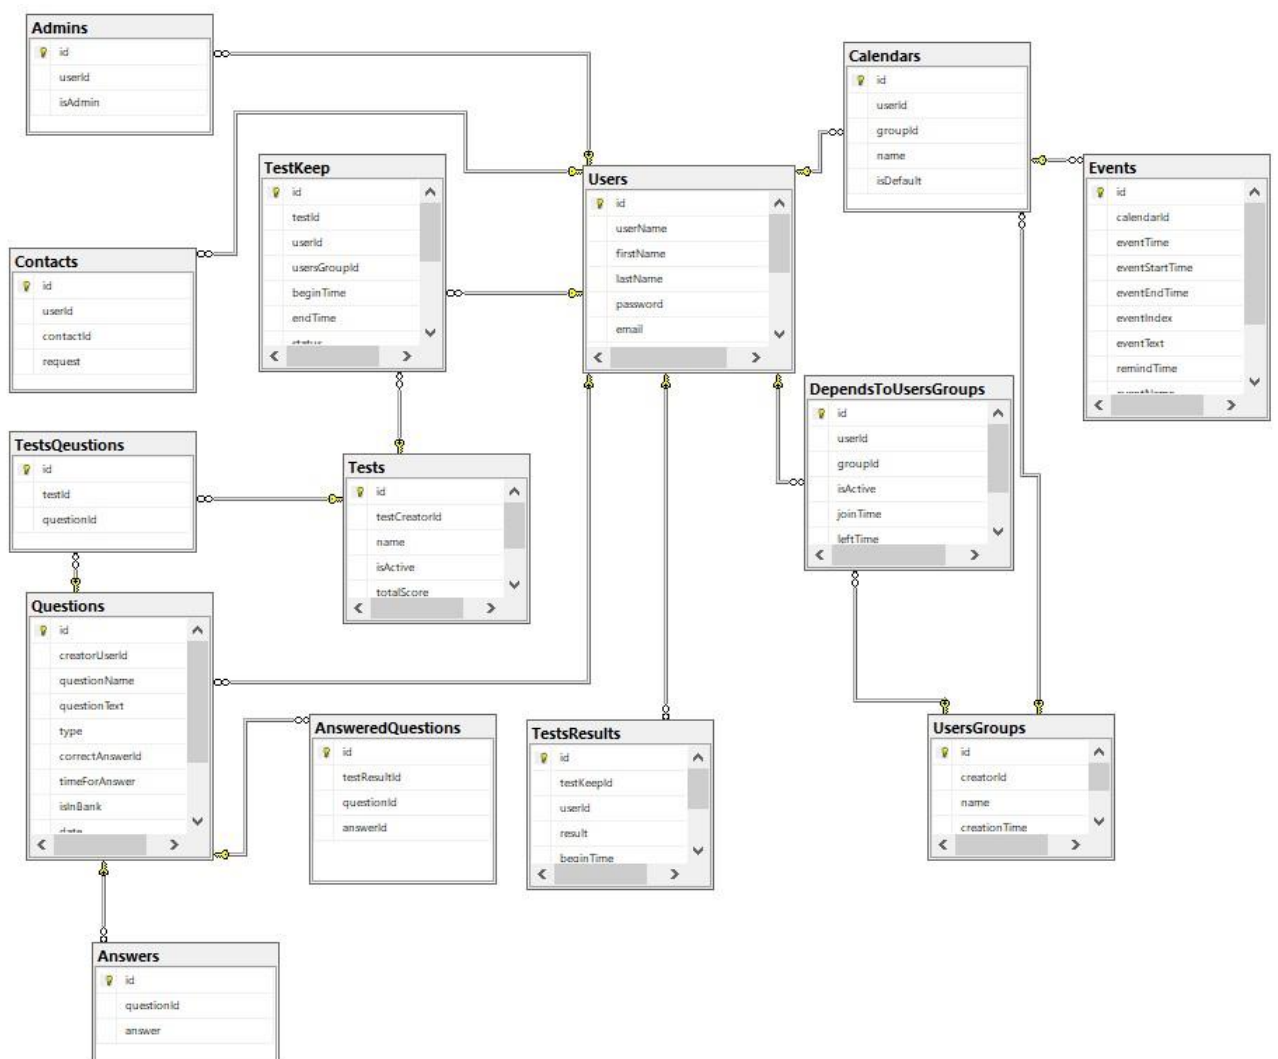 Admins
id
userId
isAdmin
Contacts
id
userId
contactId
request
TestKeep
id
testId
userId
usersGroupId
beginTime
endTime
status
Users
id
userName
firstName
lastName
password
email
Calendars
id
userId
groupId
name
isDefault
Events
id
calendarId
eventTime
eventStartTime
eventEndTime
eventIndex
eventText
remindTime
eventName
TestsQeustions
id
testId
questionId
Tests
id
testCreatorId
name
isActive
totalScore
DependsToUsersGroups
id
userId
groupId
isActive
joinTime
leftTime
Questions
id
creatorUserId
questionName
questionText
type
correctAnswerId
timeForAnswer
isInBank
date
AnsweredQuestions
id
testResultId
questionId
answerId
TestsResults
id
testKeepId
userId
result
beginTime
UsersGroups
id
creatorId
name
creationTime
Answers
id
questionId
answer